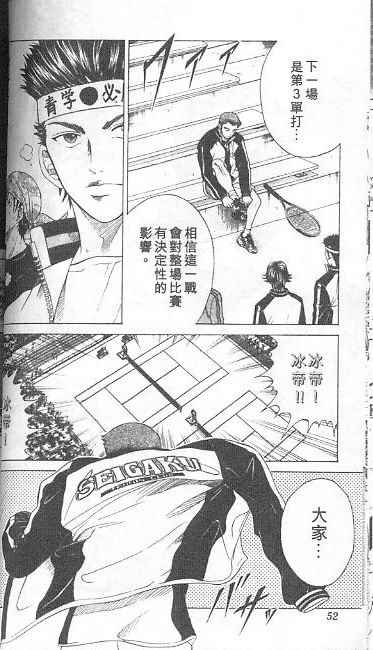 下一場
是第3單打…
青学●必
相信這一戰
會對整場比賽
有決定性的
影響。
冰帝！
冰帝!!
冰帝！
SEIGAKU
大家…
52